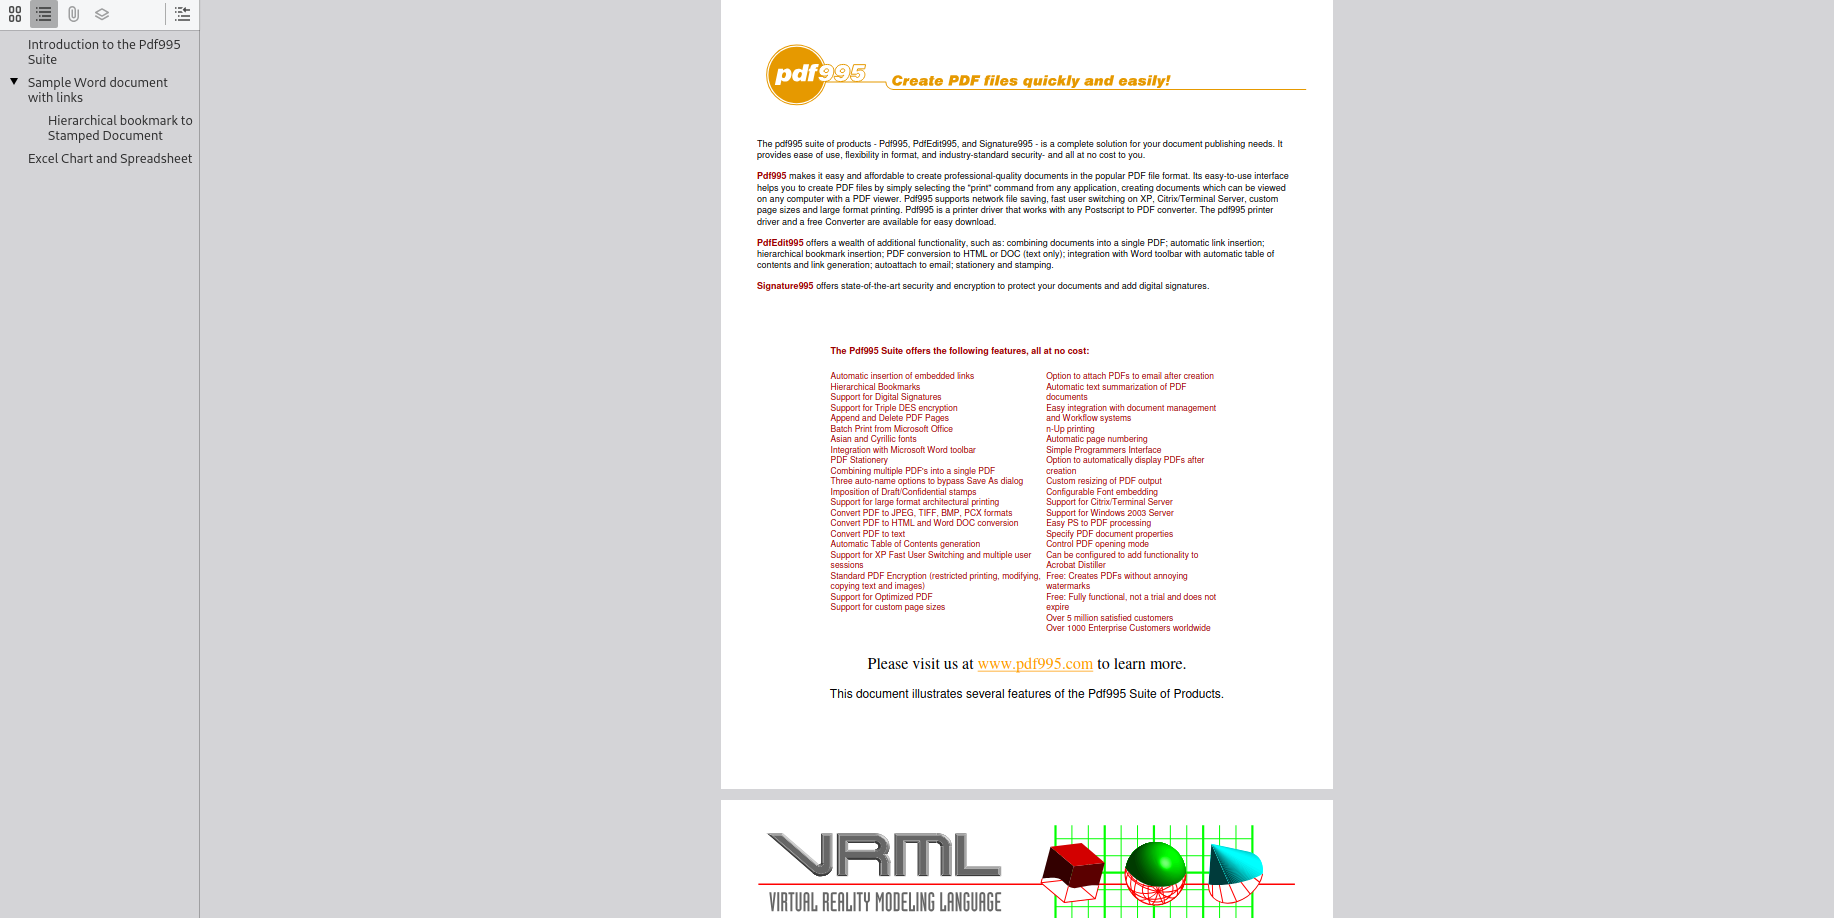 Introduction to the Pdf995
Suite
Sample Word document
with links
Hierarchical bookmark to
Stamped Document
Excel Chart and Spreadsheet
pdf995
Create PDF files quickly and easily!
The pdf995 suite of products - Pdf995, PdfEdit995, and Signature995 - is a complete solution for your document publishing needs. It
provides ease of use, flexibility in format, and industry-standard security- and all at no cost to you.
Pdf995 makes it easy and affordable to create professional-quality documents in the popular PDF file format. Its easy-to-use interface
helps you to create PDF files by simply selecting the "print" command from any application, creating documents which can be viewed
on any computer with a PDF viewer. Pdf995 supports network file saving, fast user switching on XP, Citrix/Terminal Server, custom
page sizes and large format printing. Pdf995 is a printer driver that works with any Postscript to PDF converter. The pdf995 printer
driver and a free Converter are available for easy download.
PdfEdit995 offers a wealth of additional functionality, such as: combining documents into a single PDF; automatic link insertion;
hierarchical bookmark insertion; PDF conversion to HTML or DOC (text only); integration with Word toolbar with automatic table of
contents and link generation; autoattach to email; stationery and stamping.
Signature995 offers state-of-the-art security and encryption to protect your documents and add digital signatures.
The Pdf995 Suite offers the following features, all at no cost:
Automatic insertion of embedded links
Hierarchical Bookmarks
Support for Digital Signatures
Support for Triple DES encryption
Append and Delete PDF Pages
Batch Print from Microsoft Office
Asian and Cyrillic fonts
Integration with Microsoft Word toolbar
PDF Stationery
Combining multiple PDF's into a single PDF
Three auto-name options to bypass Save As dialog
Imposition of Draft/Confidential stamps
Support for large format architectural printing
Convert PDF to JPEG, TIFF, BMP, PCX formats
Convert PDF to HTML and Word DOC conversion
Convert PDF to text
Automatic Table of Contents generation
Support for XP Fast User Switching and multiple user
sessions
Standard PDF Encryption (restricted printing, modifying,
copying text and images)
Support for Optimized PDF
Support for custom page sizes
Option to attach PDFs to email after creation
Automatic text summarization of PDF
documents
Easy integration with document management
and Workflow systems
n-Up printing
Automatic page numbering
Simple Programmers Interface
Option to automatically display PDFs after
creation
Custom resizing of PDF output
Configurable Font embedding
Support for Citrix/Terminal Server
Support for Windows 2003 Server
Easy PS to PDF processing
Specify PDF document properties
Control PDF opening mode
Can be configured to add functionality to
Acrobat Distiller
Free: Creates PDFs without annoying
watermarks
Free: Fully functional, not a trial and does not
expire
Over 5 million satisfied customers
Over 1000 Enterprise Customers worldwide
Please visit us at www.pdf995.com to learn more.
This document illustrates several features of the Pdf995 Suite of Products.
VRML
VIRTUAL REALITY MODELING LANGUAGE